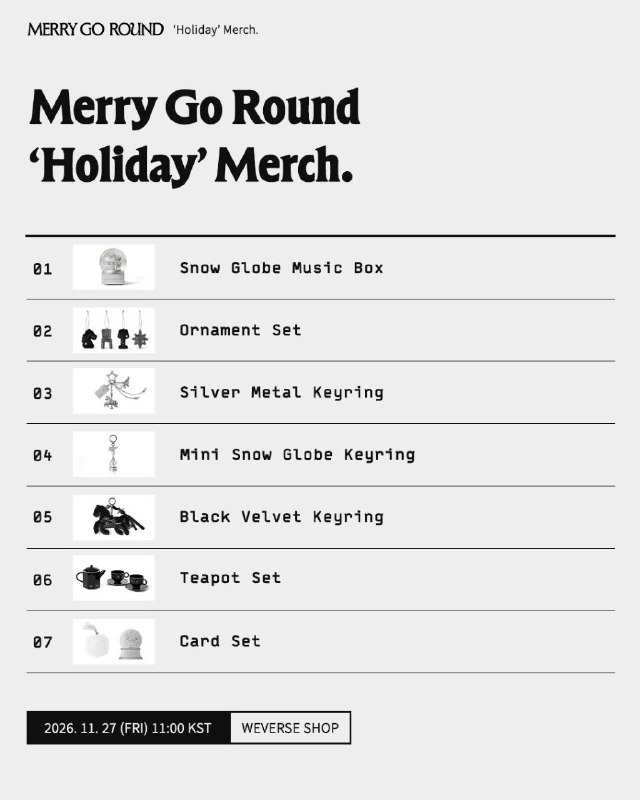 MERRY GO ROUND ‘Holiday’ Merch.
Merry Go Round
‘Holiday’ Merch.
01 Snow Globe Music Box
02 Ornament Set
03 Silver Metal Keyring
04 Mini Snow Globe Keyring
05 Black Velvet Keyring
06 Teapot Set
07 Card Set
2026. 11. 27 (FRI) 11:00 KST WEVERSE SHOP